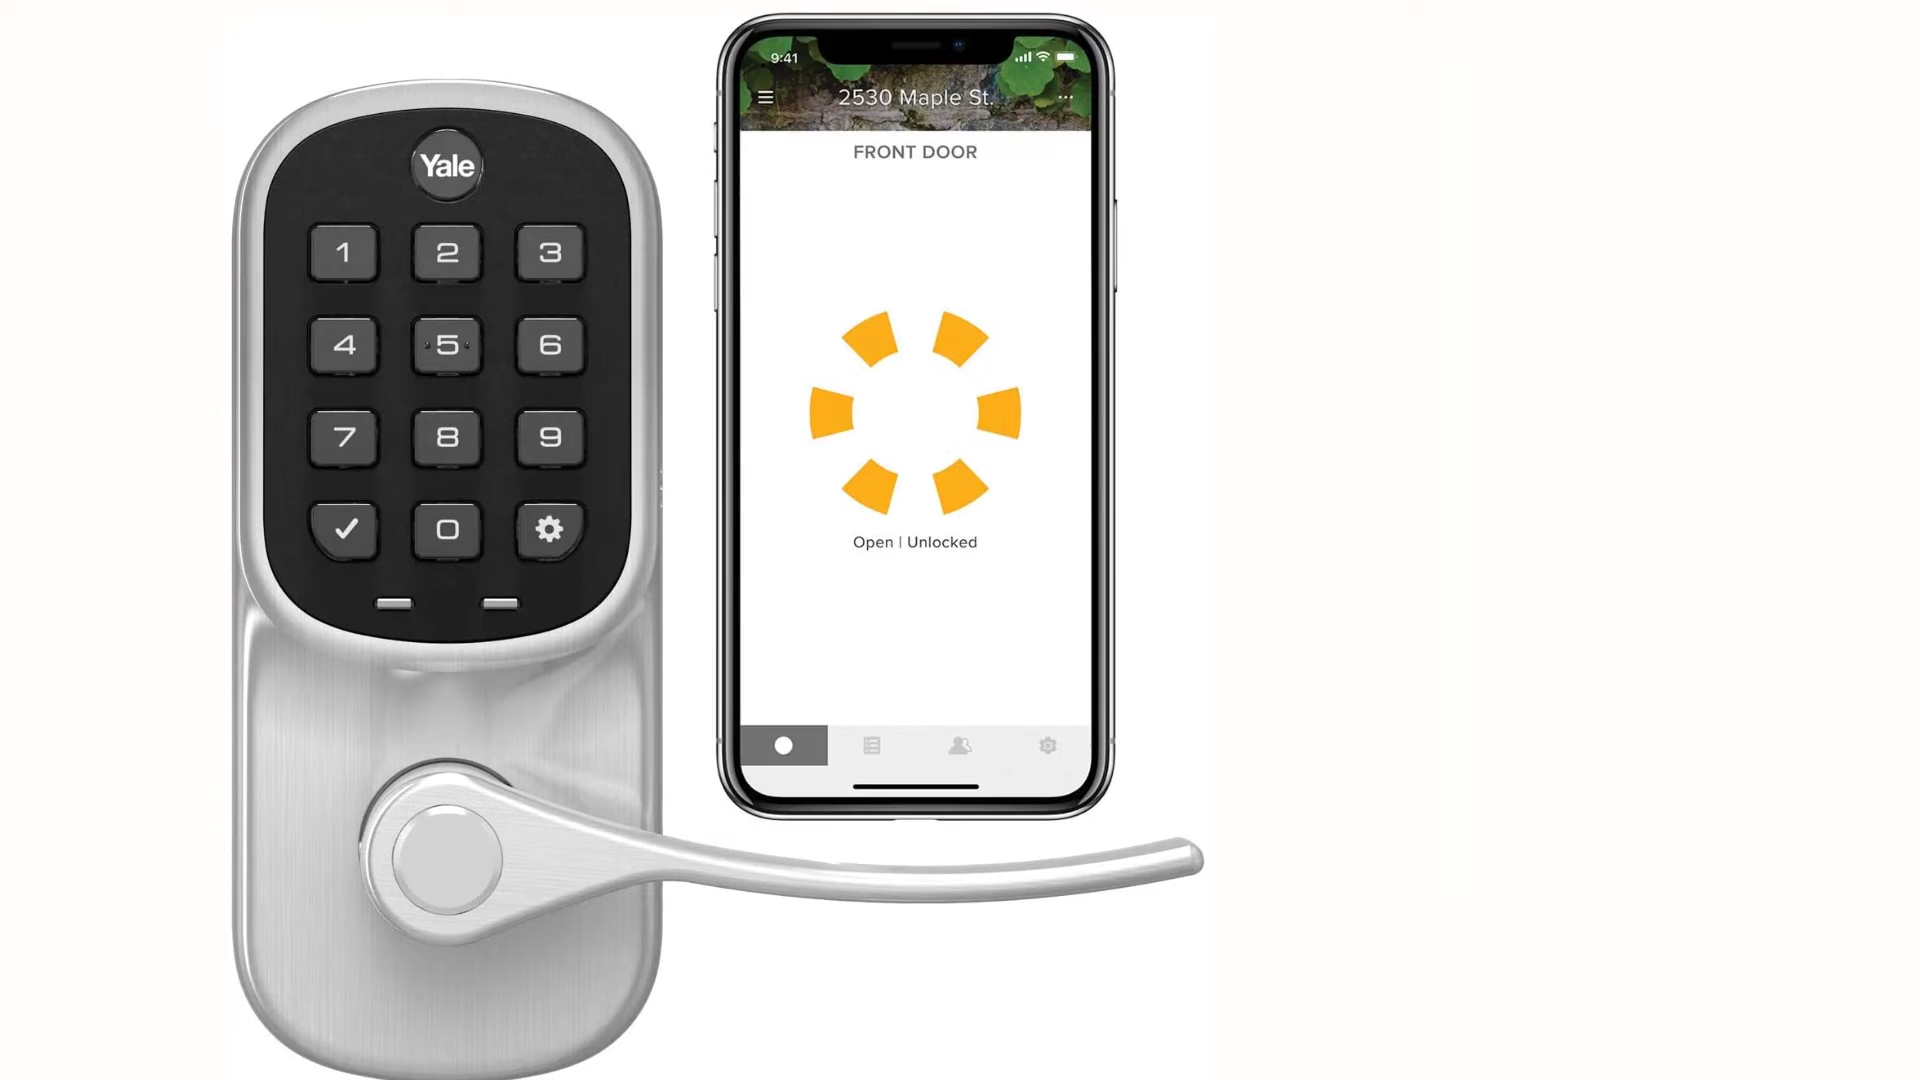 Yale
1 2 3
4 5 6
7 8 9
0
9:41
2530 Maple St.
FRONT DOOR
Open | Unlocked